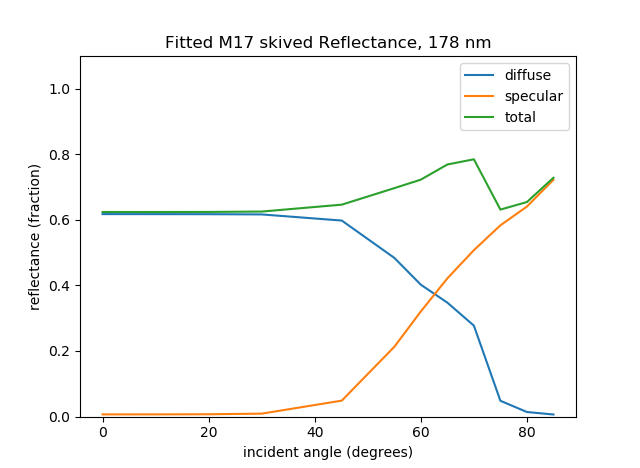 Fitted M17 skived Reflectance, 178 nm
diffuse
specular
total
1.0
0.8
0.6
0.4
0.2
0.0
reflectance (fraction)
0 20 40 60 80
incident angle (degrees)